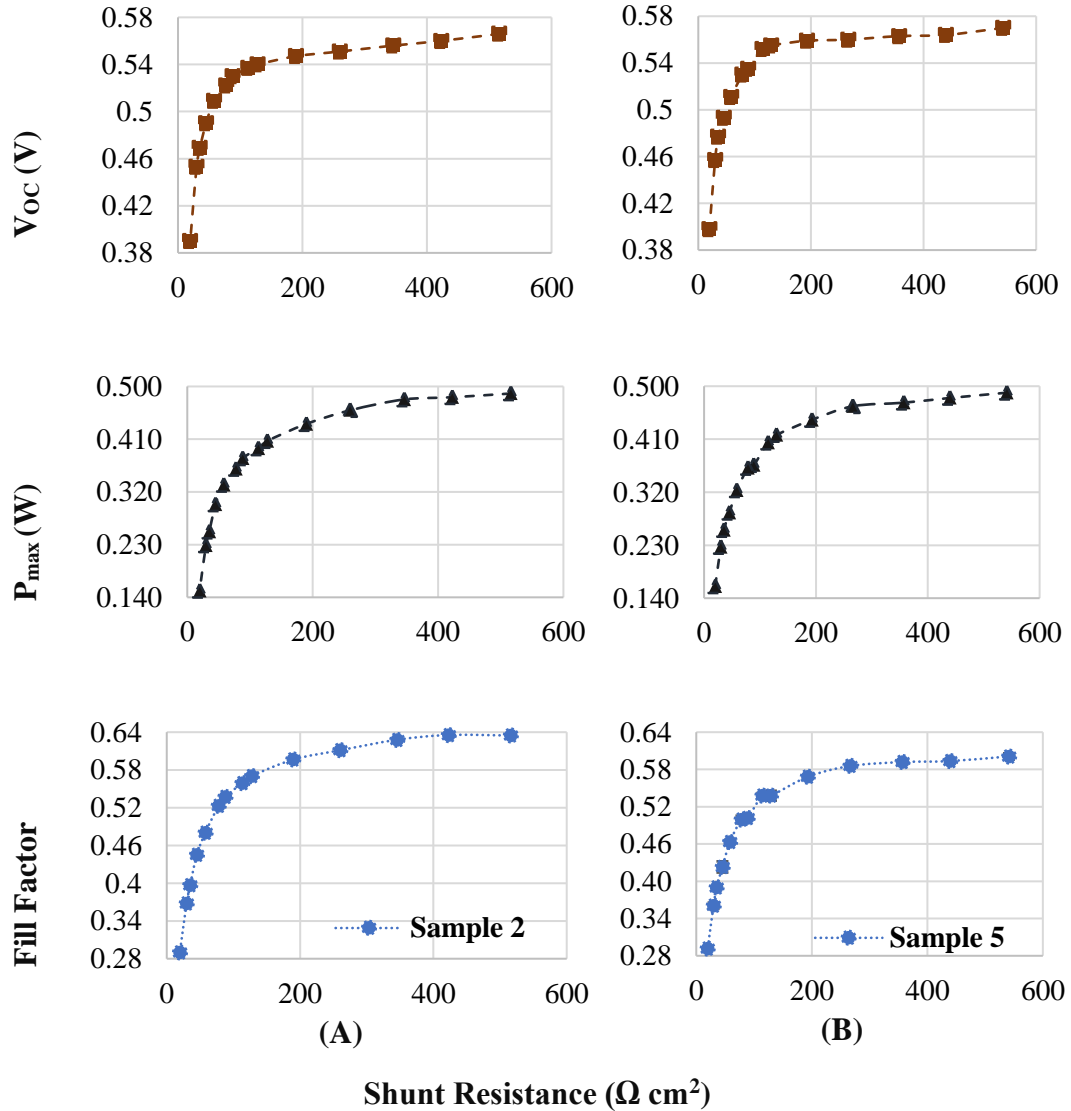 0.58
0.54
0.5
0.46
0.42
0.38
0 200 400 600
0.58
0.54
0.5
0.46
0.42
0.38
0 200 400 600
VOC (V)
0.500
0.410
0.320
0.230
0.140
0 200 400 600
0.500
0.410
0.320
0.230
0.140
0 200 400 600
Pmax (W)
0.64
0.58
0.52
0.46
0.4
0.34
0.28
0 200 400 600
Sample 2
0.64
0.58
0.52
0.46
0.40
0.34
0.28
0 200 400 600
Sample 5
Fill Factor
(A)
(B)
Shunt Resistance (Ω cm²)